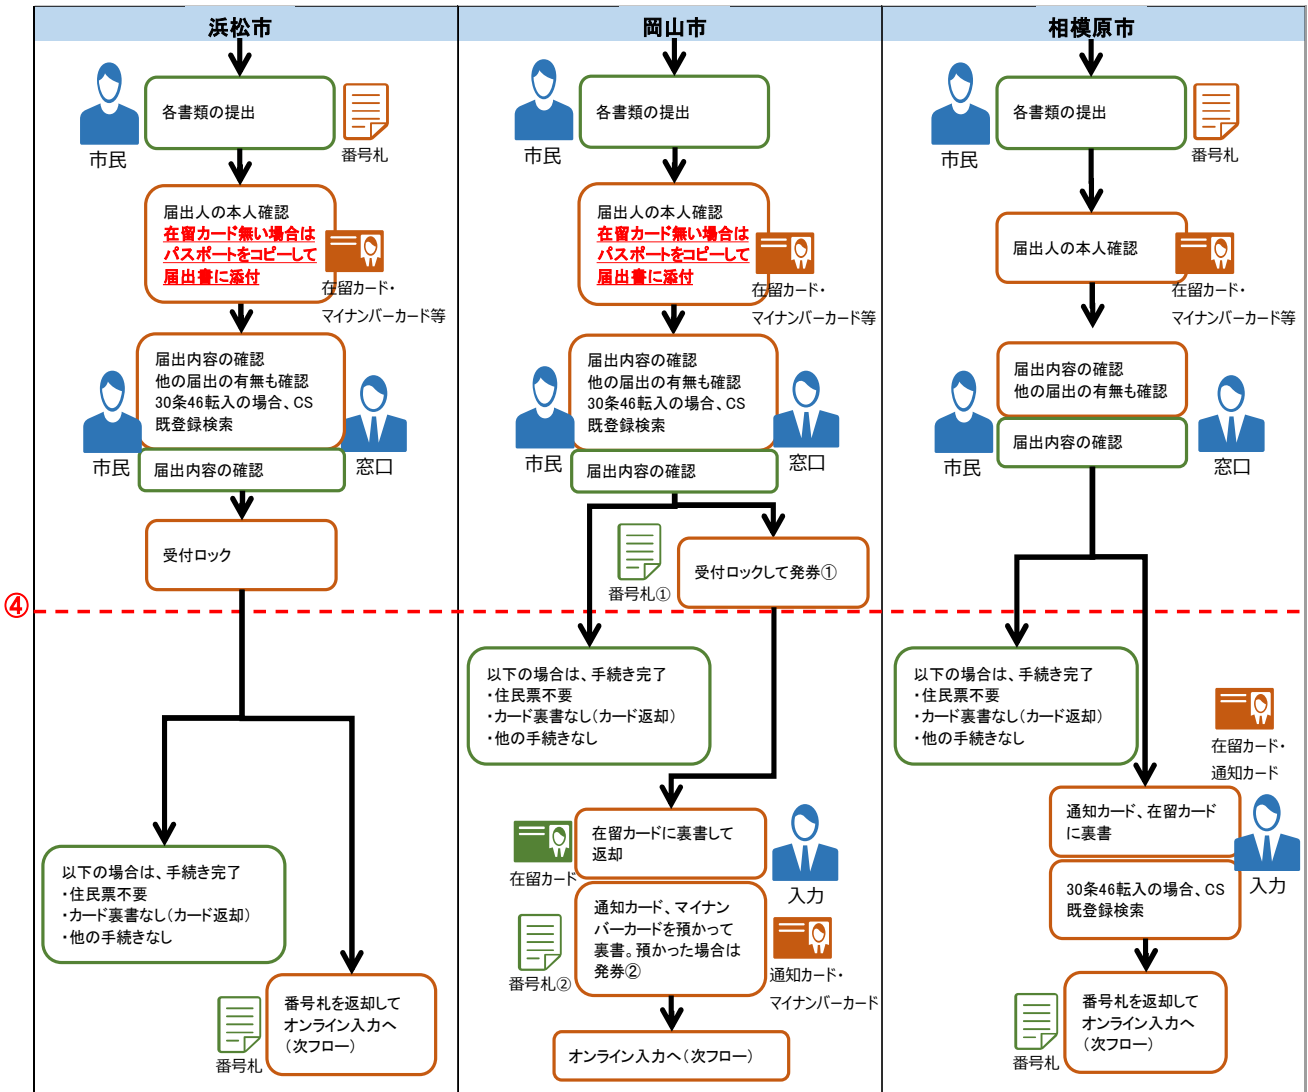 浜松市
各書類の提出
市民
番号札
届出人の本人確認
在留カード無い場合は
パスポートをコピーして
届出書に添付
在留カード・
マイナンバーカード等
届出内容の確認
他の届出の有無も確認
30条46転入の場合、CS
既登録検索
市民
窓口
届出内容の確認
受付ロック
④
以下の場合は、手続き完了
・住民票不要
・カード裏書なし(カード返却)
・他の手続きなし
番号札を返却して
オンライン入力へ
(次フロー)
番号札
岡山市
各書類の提出
市民
届出人の本人確認
在留カード無い場合は
パスポートをコピーして
届出書に添付
在留カード・
マイナンバーカード等
届出内容の確認
他の届出の有無も確認
30条46転入の場合、CS
既登録検索
市民
窓口
届出内容の確認
受付ロックして発券①
番号札①
以下の場合は、手続き完了
・住民票不要
・カード裏書なし(カード返却)
・他の手続きなし
在留カードに裏書して
返却
在留カード
入力
通知カード、マイナン
バーカードを預かって
裏書。預かった場合は
発券②
番号札②
通知カード・
マイナンバーカード
オンライン入力へ(次フロー)
相模原市
各書類の提出
市民
番号札
届出人の本人確認
在留カード・
マイナンバーカード等
届出内容の確認
他の届出の有無も確認
届出内容の確認
市民
窓口
以下の場合は、手続き完了
・住民票不要
・カード裏書なし(カード返却)
・他の手続きなし
在留カード・
通知カード
通知カード、在留カード
に裏書
入力
30条46転入の場合、CS
既登録検索
番号札を返却して
オンライン入力へ
(次フロー)
番号札